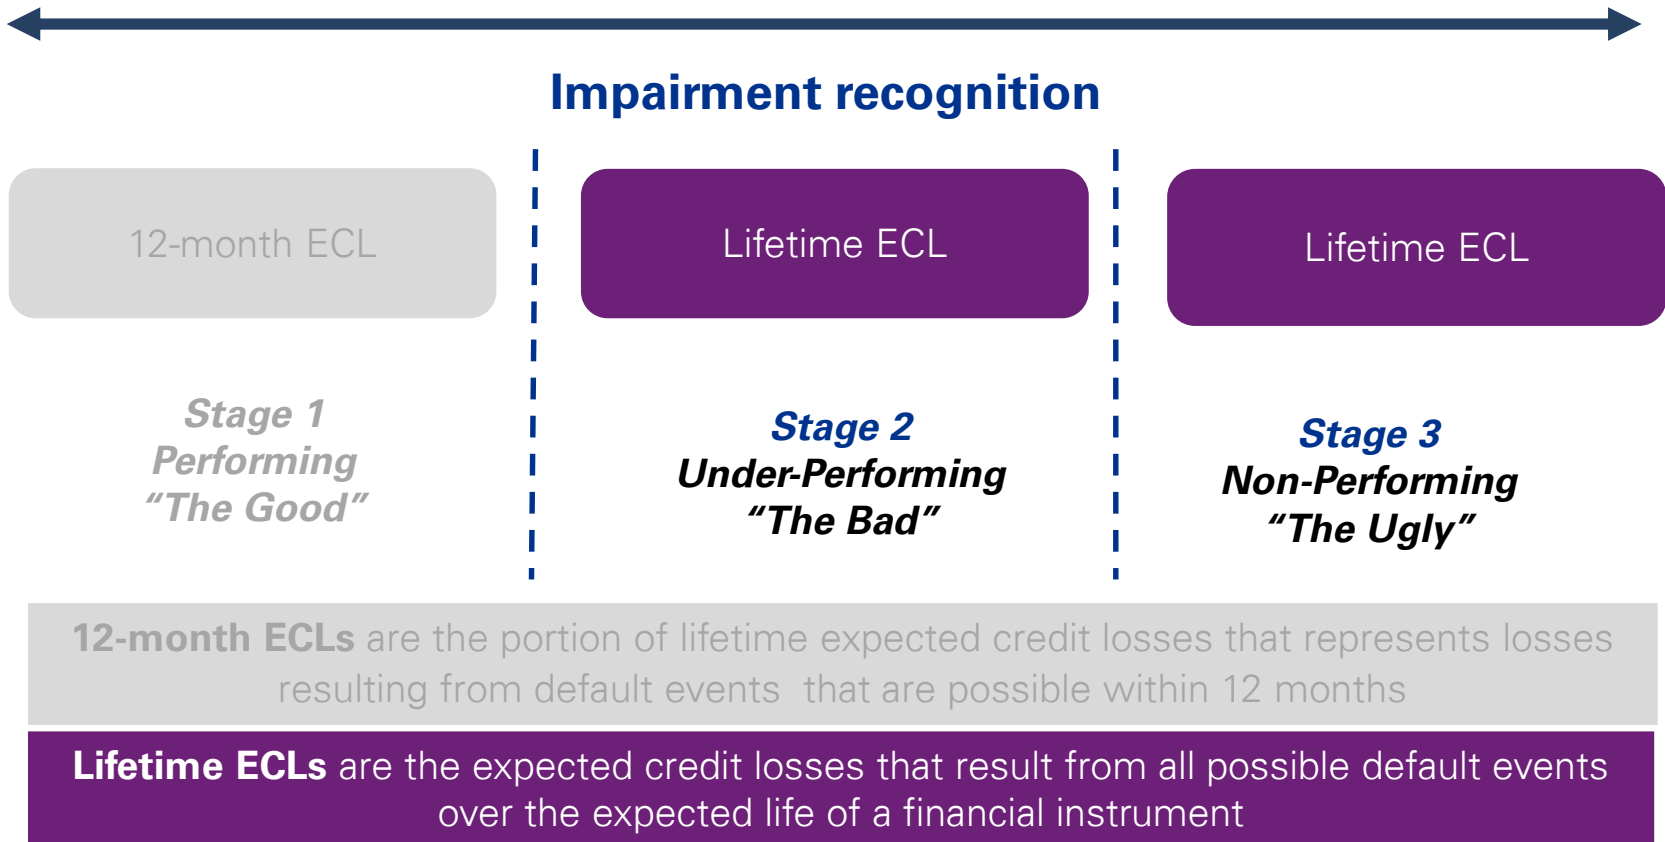 Impairment recognition
12-month ECL
Lifetime ECL
Lifetime ECL
Stage 1
Performing
“The Good”
Stage 2
Under-Performing
“The Bad”
Stage 3
Non-Performing
“The Ugly”
12-month ECLs are the portion of lifetime expected credit losses that represents losses
resulting from default events  that are possible within 12 months
Lifetime ECLs are the expected credit losses that result from all possible default events
over the expected life of a financial instrument